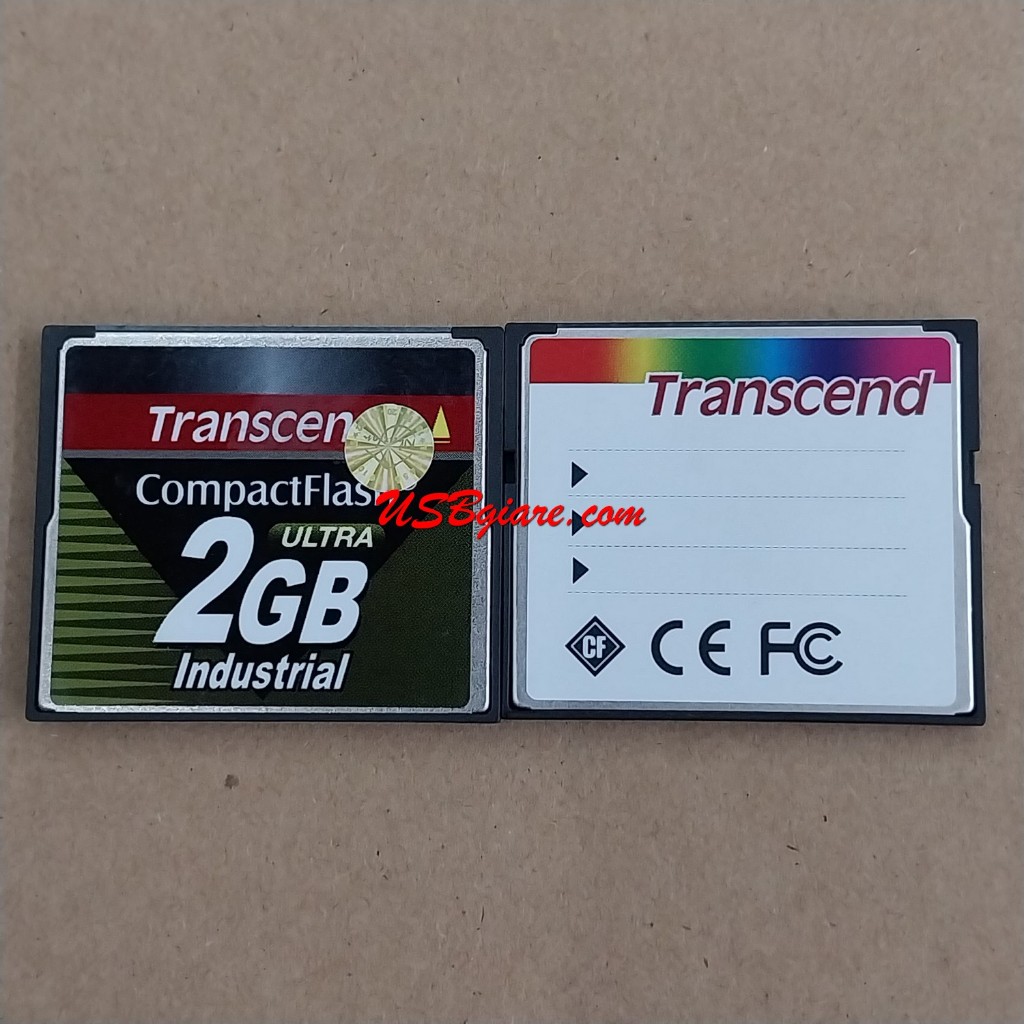 Transcen
CompactFlas
ULTRA
2GB
Industrial
Transcend
CF
CE FC
USBgiare.com